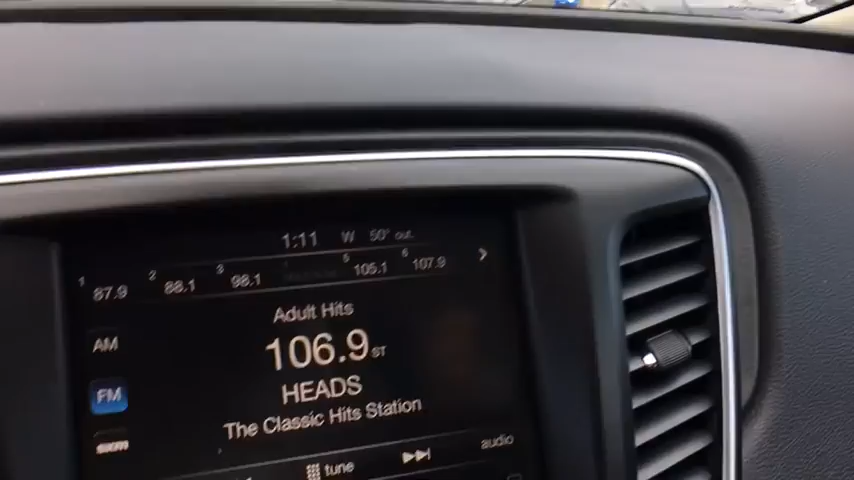 1:11 W 50° out
1 87.9 2 88.1 3 98.1 5 105.1 6 107.9 >
Adult Hits
AM
106.9 ST
FM
HEADS
The Classic Hits Station
audio
tune